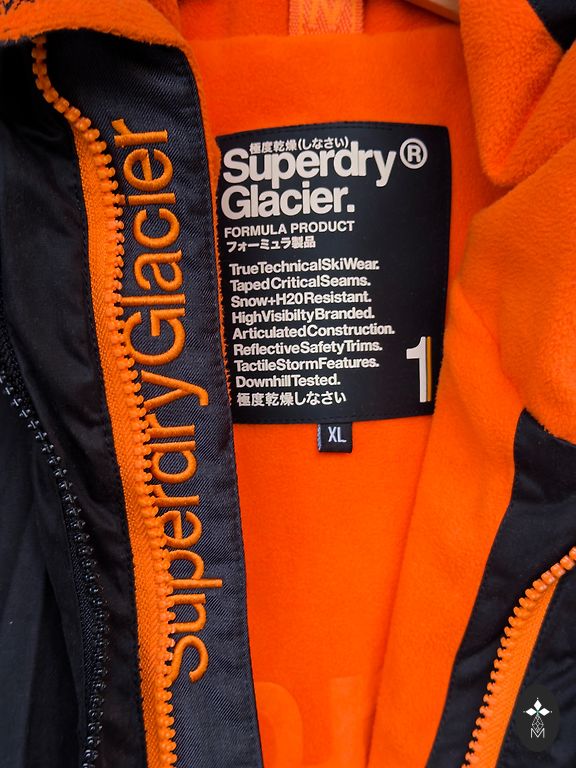 SuperdryGlacier
極度乾燥(しなさい)
Superdry®
Glacier.
FORMULA PRODUCT
フォーミュラ製品
TrueTechnicalSkiWear.
TapedCriticalSeams.
Snow+H20Resistant.
HighVisibiltyBranded.
ArticulatedConstruction.
ReflectiveSafetyTrims.
TactileStormFeatures.
DownhillTested.
極度乾燥しなさい
1
XL